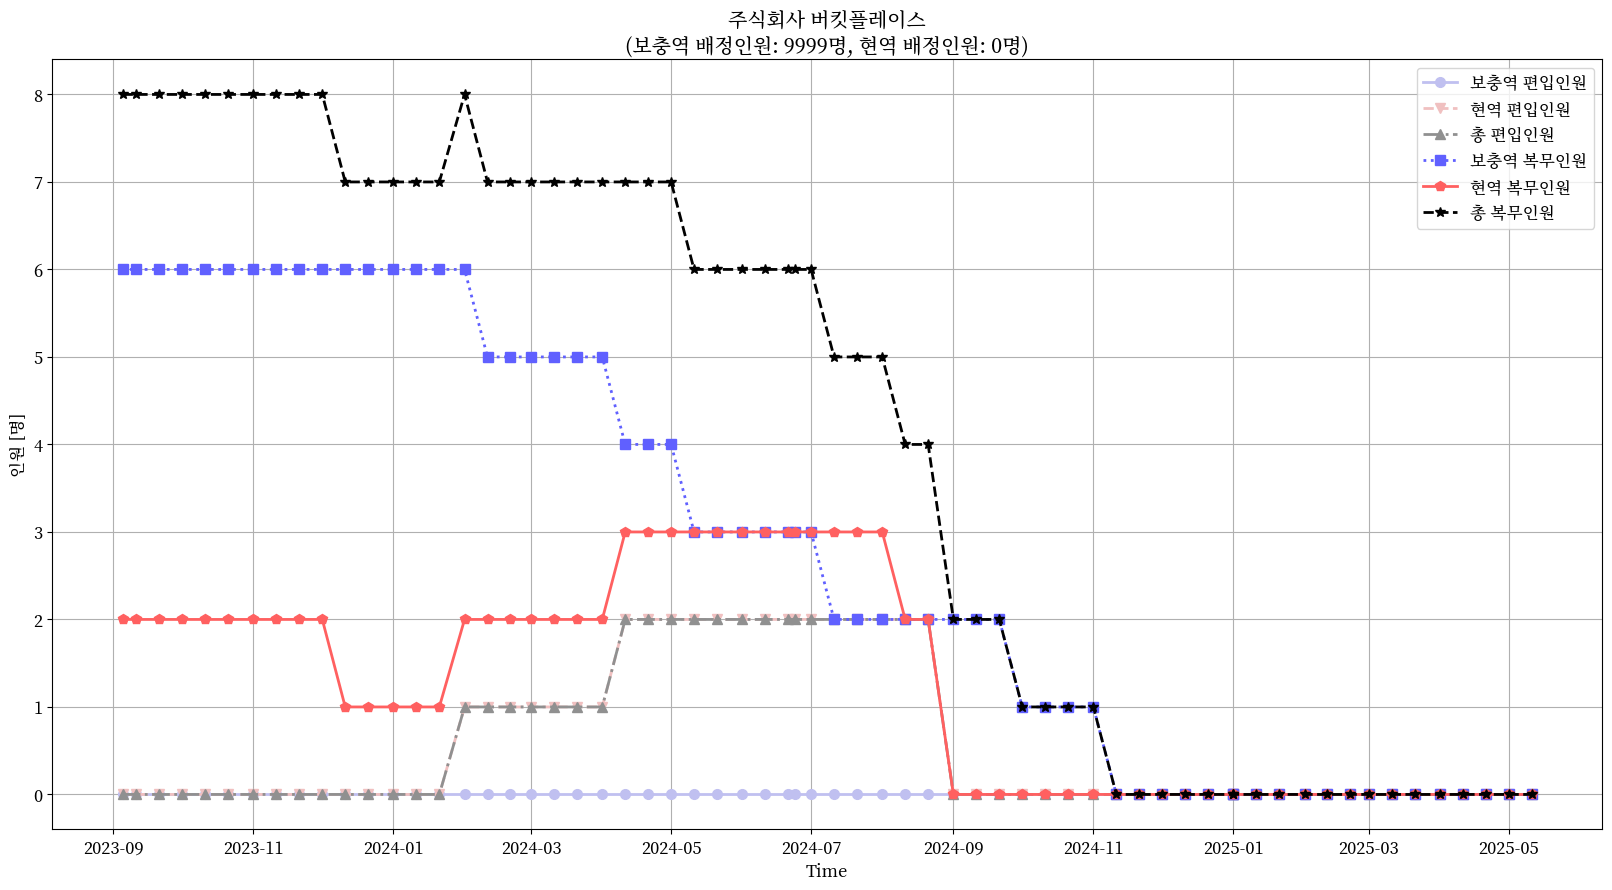 주식회사 버킷플레이스
(보충역 배정인원: 9999명, 현역 배정인원: 0명)
보충역 편입인원
현역 편입인원
총 편입인원
보충역 복무인원
현역 복무인원
총 복무인원
인원 [명]
8
7
6
5
4
3
2
1
0
2023-09
2023-11
2024-01
2024-03
2024-05
2024-07
2024-09
2024-11
2025-01
2025-03
2025-05
Time